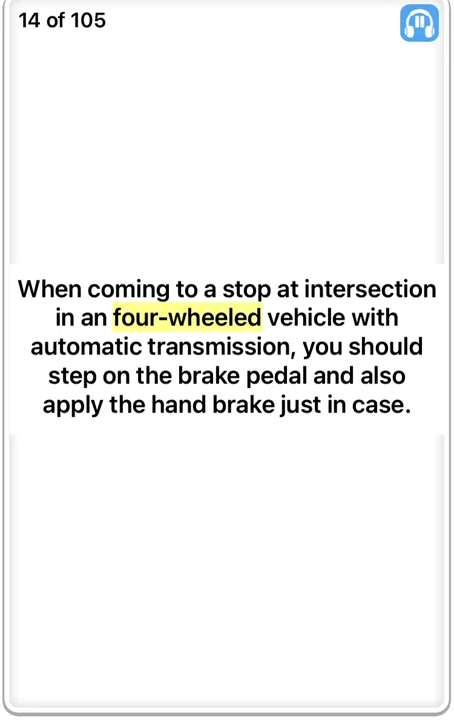 14 of 105
When coming to a stop at intersection
in an four-wheeled vehicle with
automatic transmission, you should
step on the brake pedal and also
apply the hand brake just in case.